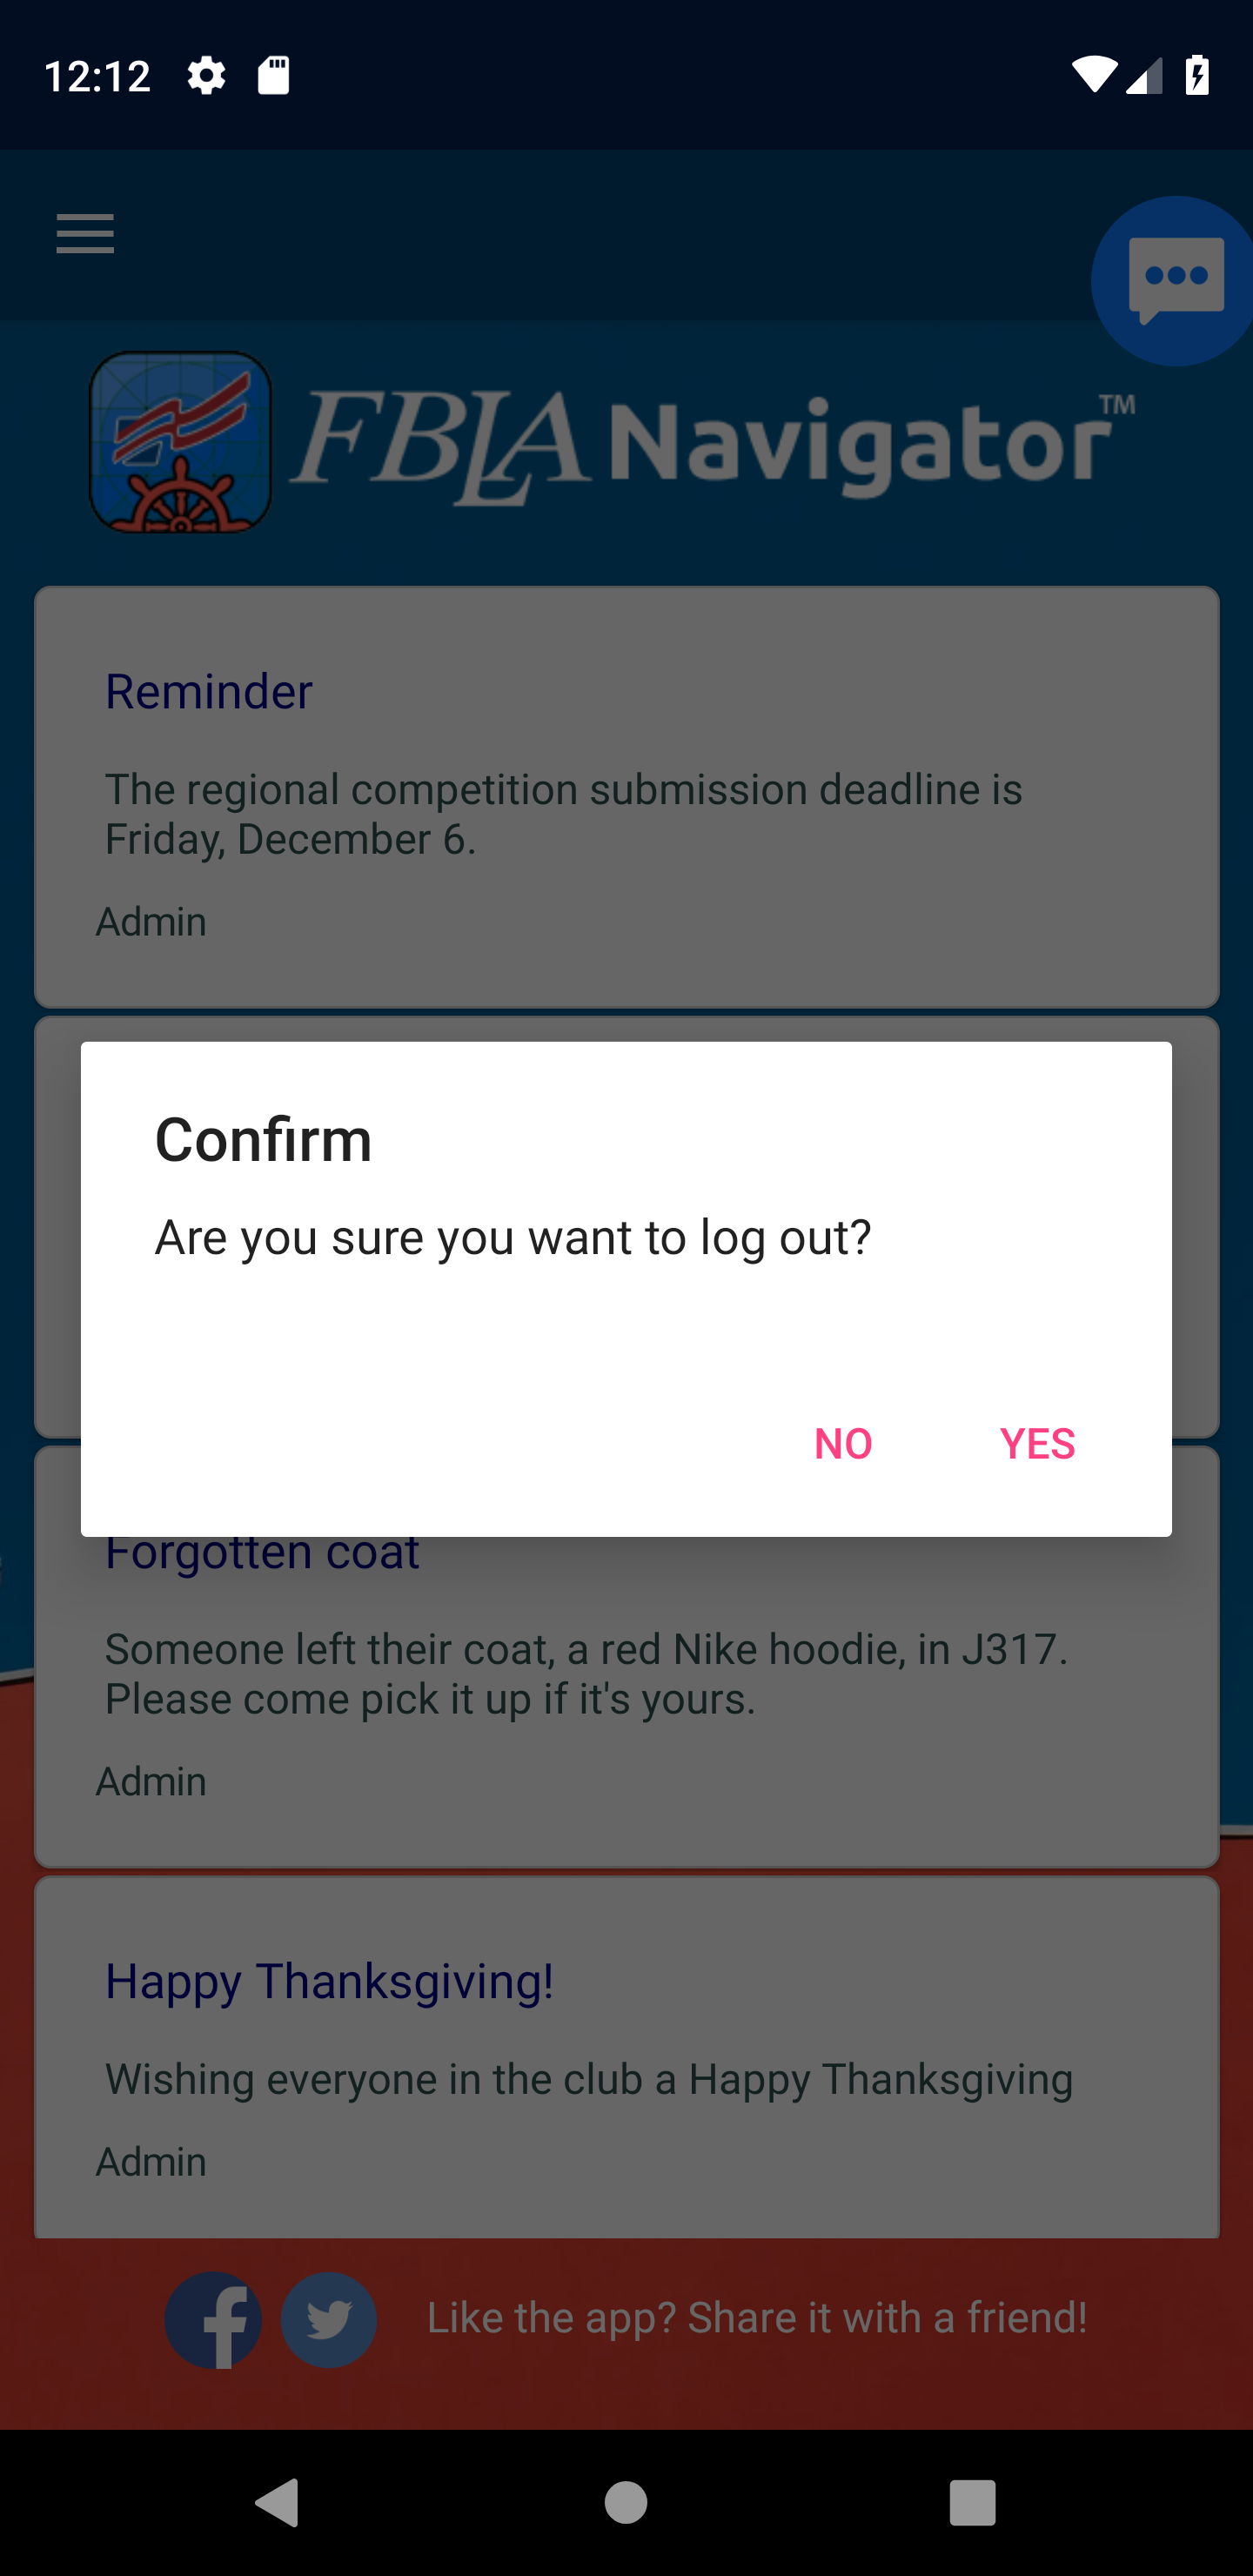 12:12
FBLA Navigator™
Reminder
The regional competition submission deadline is
Friday, December 6.
Admin
Confirm
Are you sure you want to log out?
NO YES
Forgotten coat
Someone left their coat, a red Nike hoodie, in J317.
Please come pick it up if it's yours.
Admin
Happy Thanksgiving!
Wishing everyone in the club a Happy Thanksgiving
Admin
Like the app? Share it with a friend!